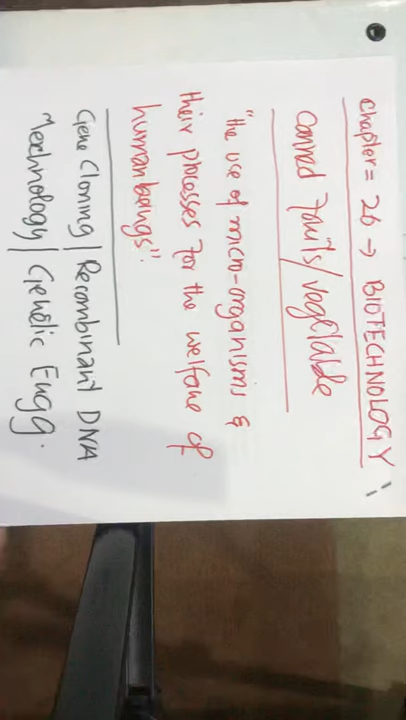 Chapter = 26 → BIOTECHNOLOGY
Canned Fruits/vegetable
"the use of micro-organisms &
their processes for the welfare of
human beings".
Gene Cloning | Recombinant DNA
Technology | Genetic Engg.